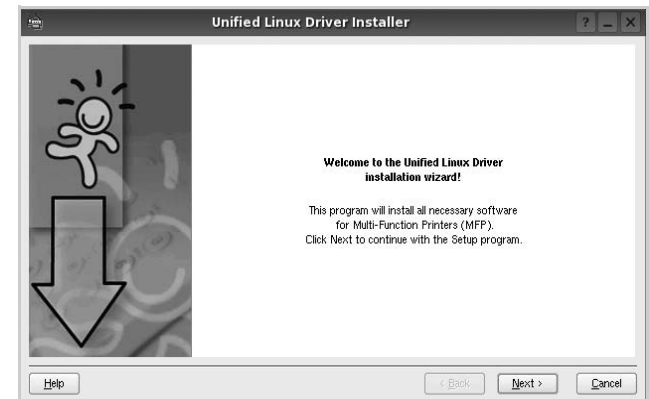 Unified Linux Driver Installer
? _ X
Welcome to the Unified Linux Driver
installation wizard!
This program will install all necessary software
for Multi-Function Printers (MFP).
Click Next to continue with the Setup program.
Help
< Back
Next >
Cancel